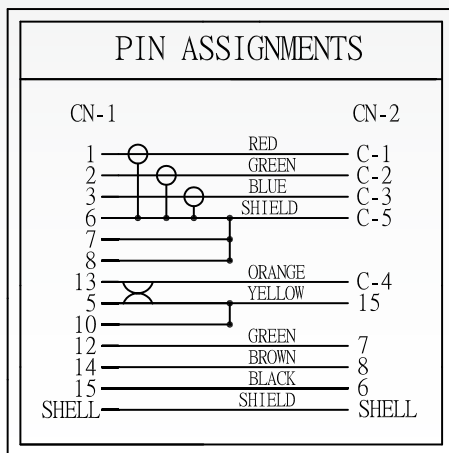 PIN ASSIGNMENTS
CN-1 CN-2
1 RED C-1
2 GREEN C-2
3 BLUE C-3
6 SHIELD C-5
7
8
13 ORANGE C-4
5 YELLOW 15
10
12 GREEN 7
14 BROWN 8
15 BLACK 6
SHELL SHIELD SHELL